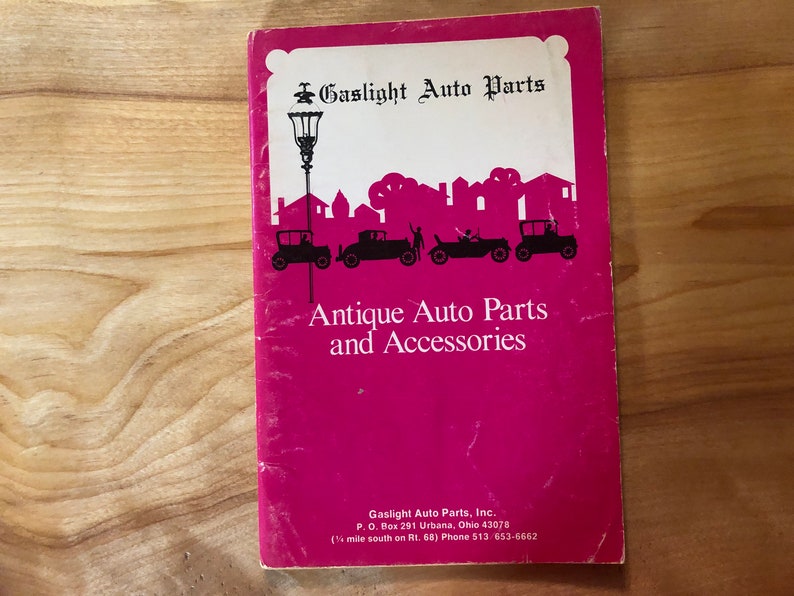 Gaslight Auto Parts
Antique Auto Parts
and Accessories
Gaslight Auto Parts, Inc.
P. O. Box 291 Urbana, Ohio 43078
(¼ mile south on Rt. 68) Phone 513/653-6662